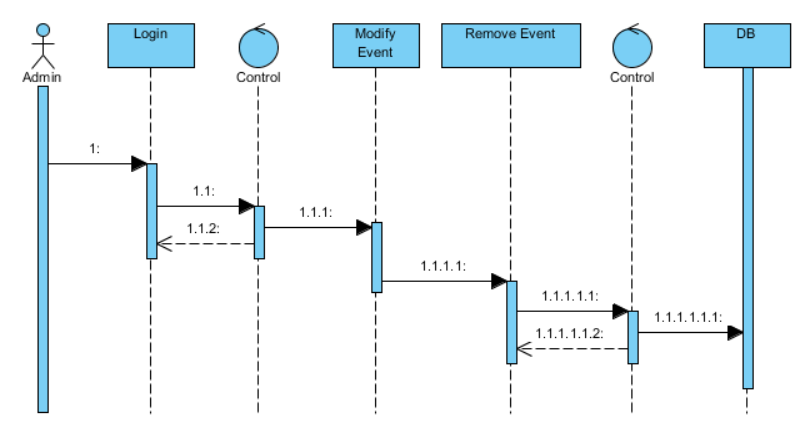 Admin
Login
Control
Modify
Event
Remove Event
Control
DB
1:
1.1:
1.1.1:
1.1.2:
1.1.1.1:
1.1.1.1.1:
1.1.1.1.1.1:
1.1.1.1.1.2: